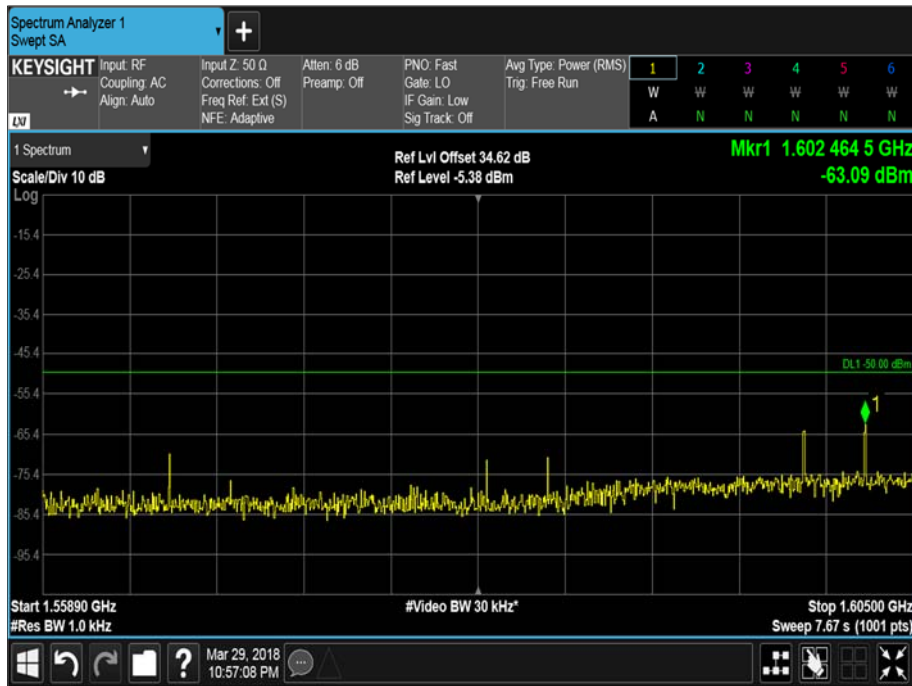 Spectrum Analyzer 1
Swept SA
+
KEYSIGHT
LXI
Input: RF
Coupling: AC
Align: Auto
Input Z: 50 Ω
Corrections: Off
Freq Ref: Ext (S)
NFE: Adaptive
Atten: 6 dB
Preamp: Off
PNO: Fast
Gate: LO
IF Gain: Low
Sig Track: Off
Avg Type: Power (RMS)
Trig: Free Run
1 2 3 4 5 6
W W W W W W
A N N N N N
1 Spectrum
Scale/Div 10 dB
Ref Lvl Offset 34.62 dB
Ref Level -5.38 dBm
Mkr1 1.602 464 5 GHz
-63.09 dBm
Log
-15.4
-25.4
-35.4
-45.4
DL1 -50.00 dBm
-55.4
1
-65.4
-75.4
-85.4
-95.4
Start 1.55890 GHz
#Video BW 30 kHz*
Stop 1.60500 GHz
#Res BW 1.0 kHz
Sweep 7.67 s (1001 pts)
?
Mar 29, 2018
10:57:08 PM